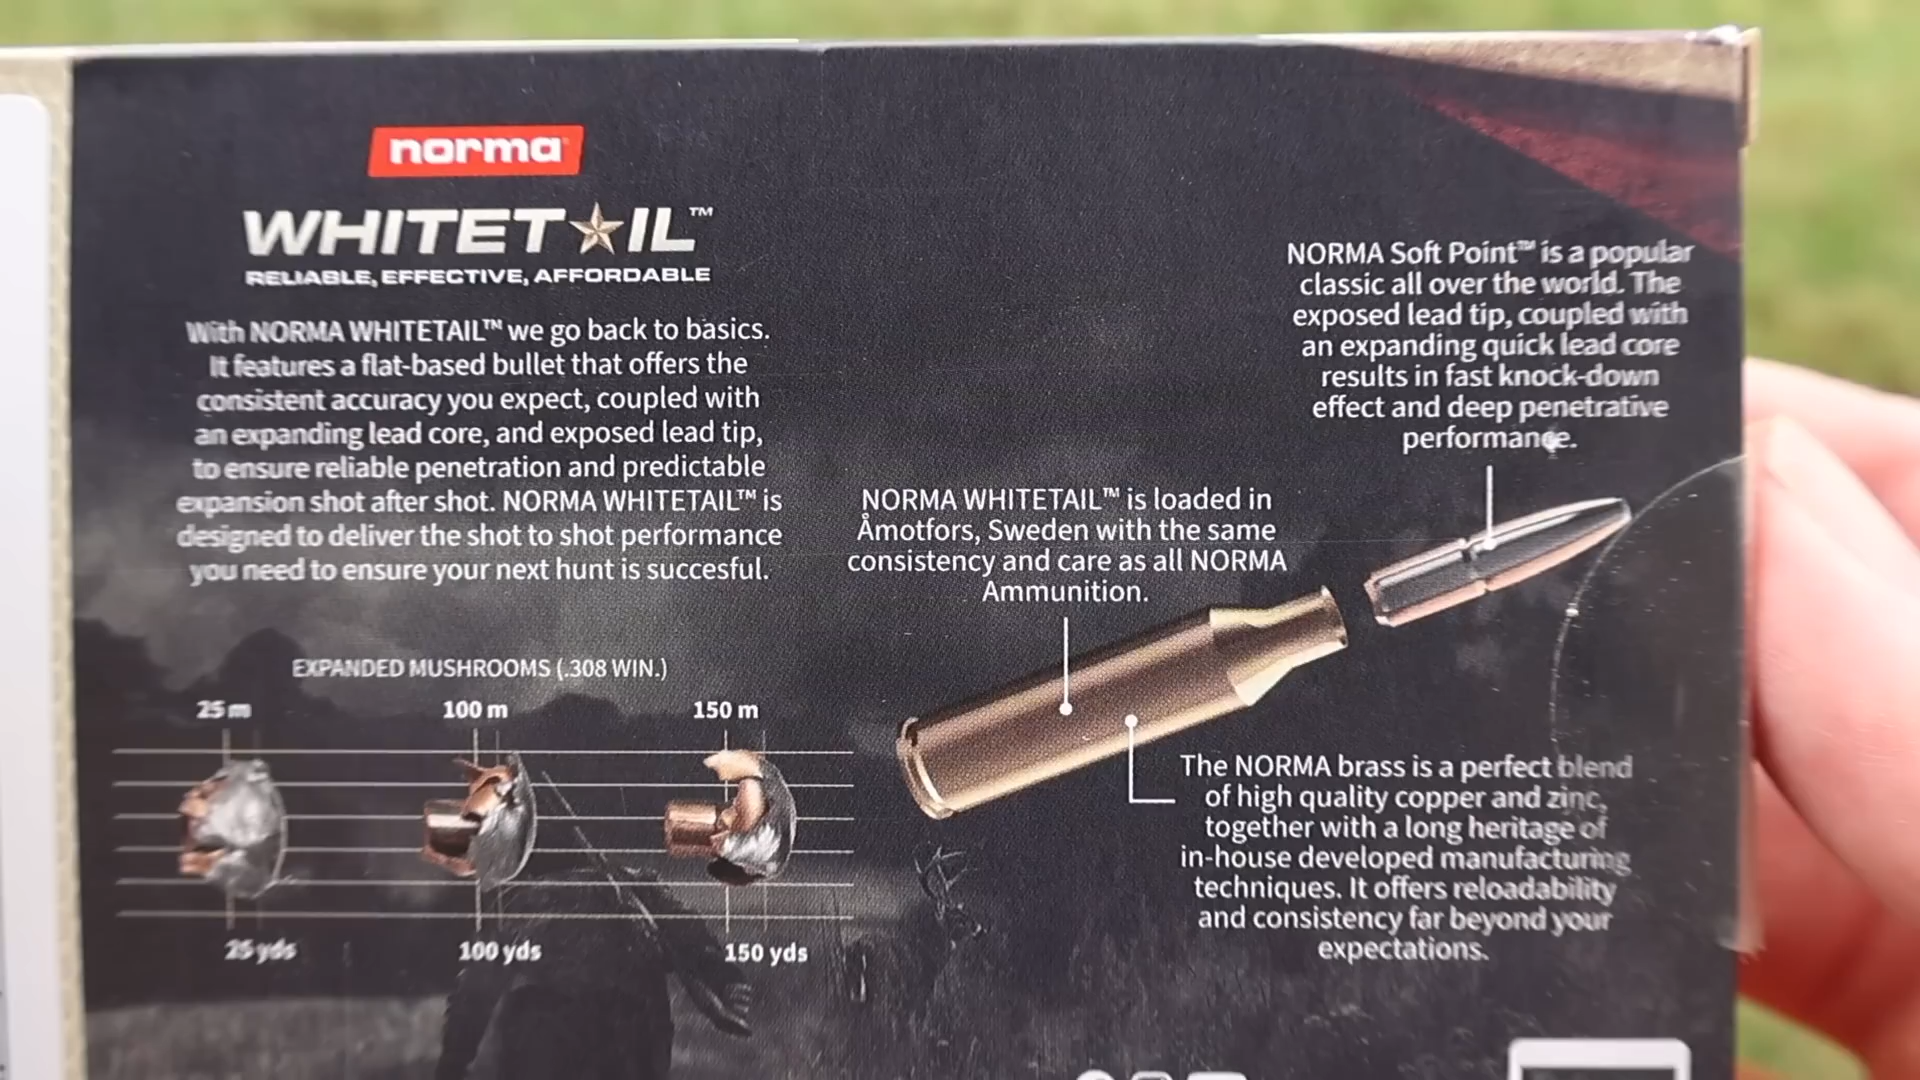 norma
WHITETAIL™
RELIABLE, EFFECTIVE, AFFORDABLE
With NORMA WHITETAIL™ we go back to basics.
It features a flat-based bullet that offers the
consistent accuracy you expect, coupled with
an expanding lead core, and exposed lead tip,
to ensure reliable penetration and predictable
expansion shot after shot. NORMA WHITETAIL™ is
designed to deliver the shot to shot performance
you need to ensure your next hunt is succesful.
EXPANDED MUSHROOMS (.308 WIN.)
25 m 100 m 150 m
25 yds 100 yds 150 yds
NORMA WHITETAIL™ is loaded in
Åmotfors, Sweden with the same
consistency and care as all NORMA
Ammunition.
NORMA Soft Point™ is a popular
classic all over the world. The
exposed lead tip, coupled with
an expanding quick lead core
results in fast knock-down
effect and deep penetrative
performance.
The NORMA brass is a perfect blend
of high quality copper and zinc,
together with a long heritage of
in-house developed manufacturing
techniques. It offers reloadability
and consistency far beyond your
expectations.